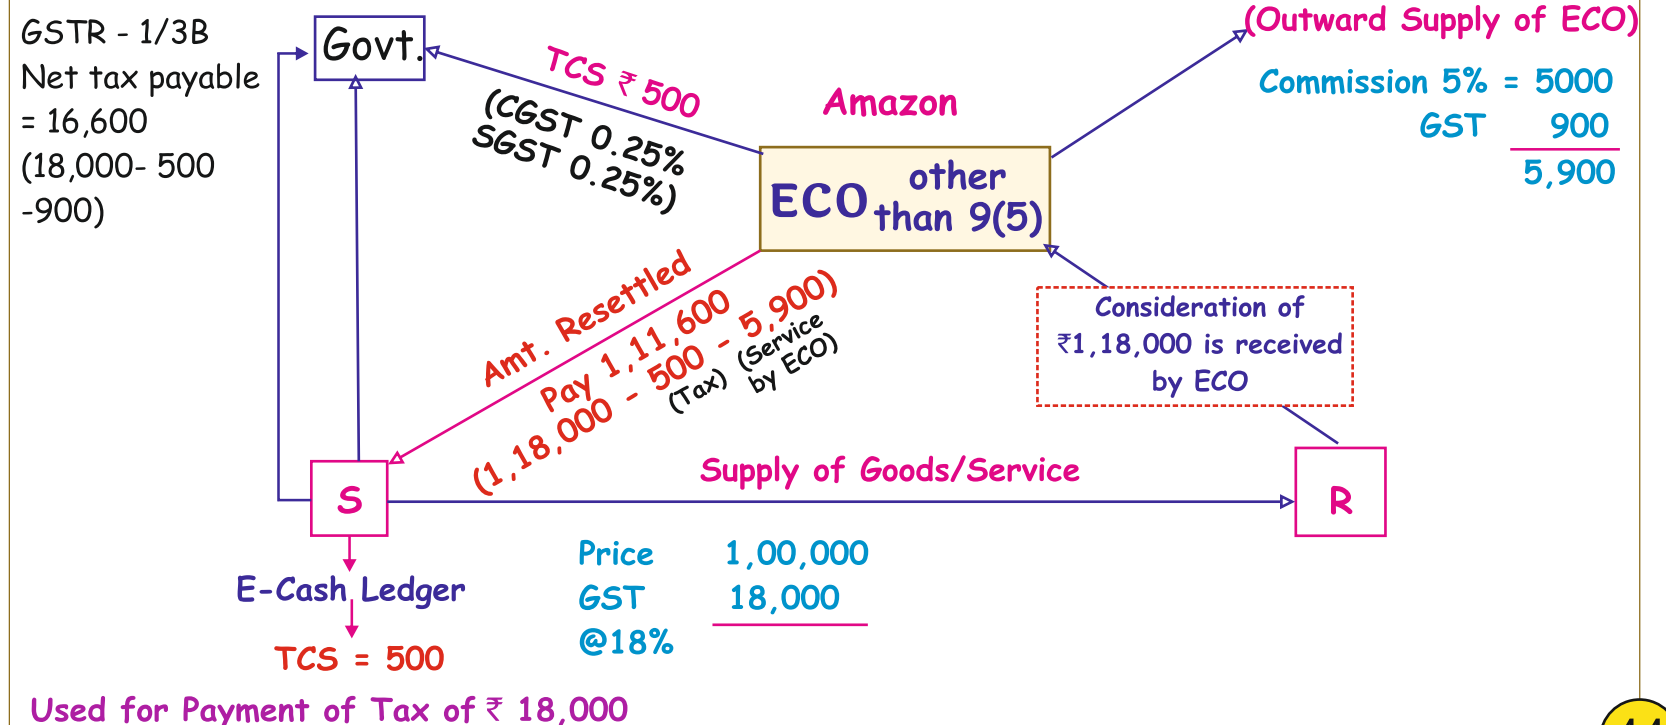 GSTR - 1/3B
Net tax payable
= 16,600
(18,000- 500
-900)
Govt.
TCS ₹ 500
(CGST 0.25%
SGST 0.25%)
Amazon
ECO other
than 9(5)
(Outward Supply of ECO)
Commission 5% = 5000
GST 900
5,900
Amt. Resettled
Pay 1,11,600
(1,18,000 - 500 - 5,900)
(Tax) (Service
by ECO)
Consideration of
₹1,18,000 is received
by ECO
S
Supply of Goods/Service
R
Price 1,00,000
GST 18,000
@18%
E-Cash Ledger
TCS = 500
Used for Payment of Tax of ₹ 18,000